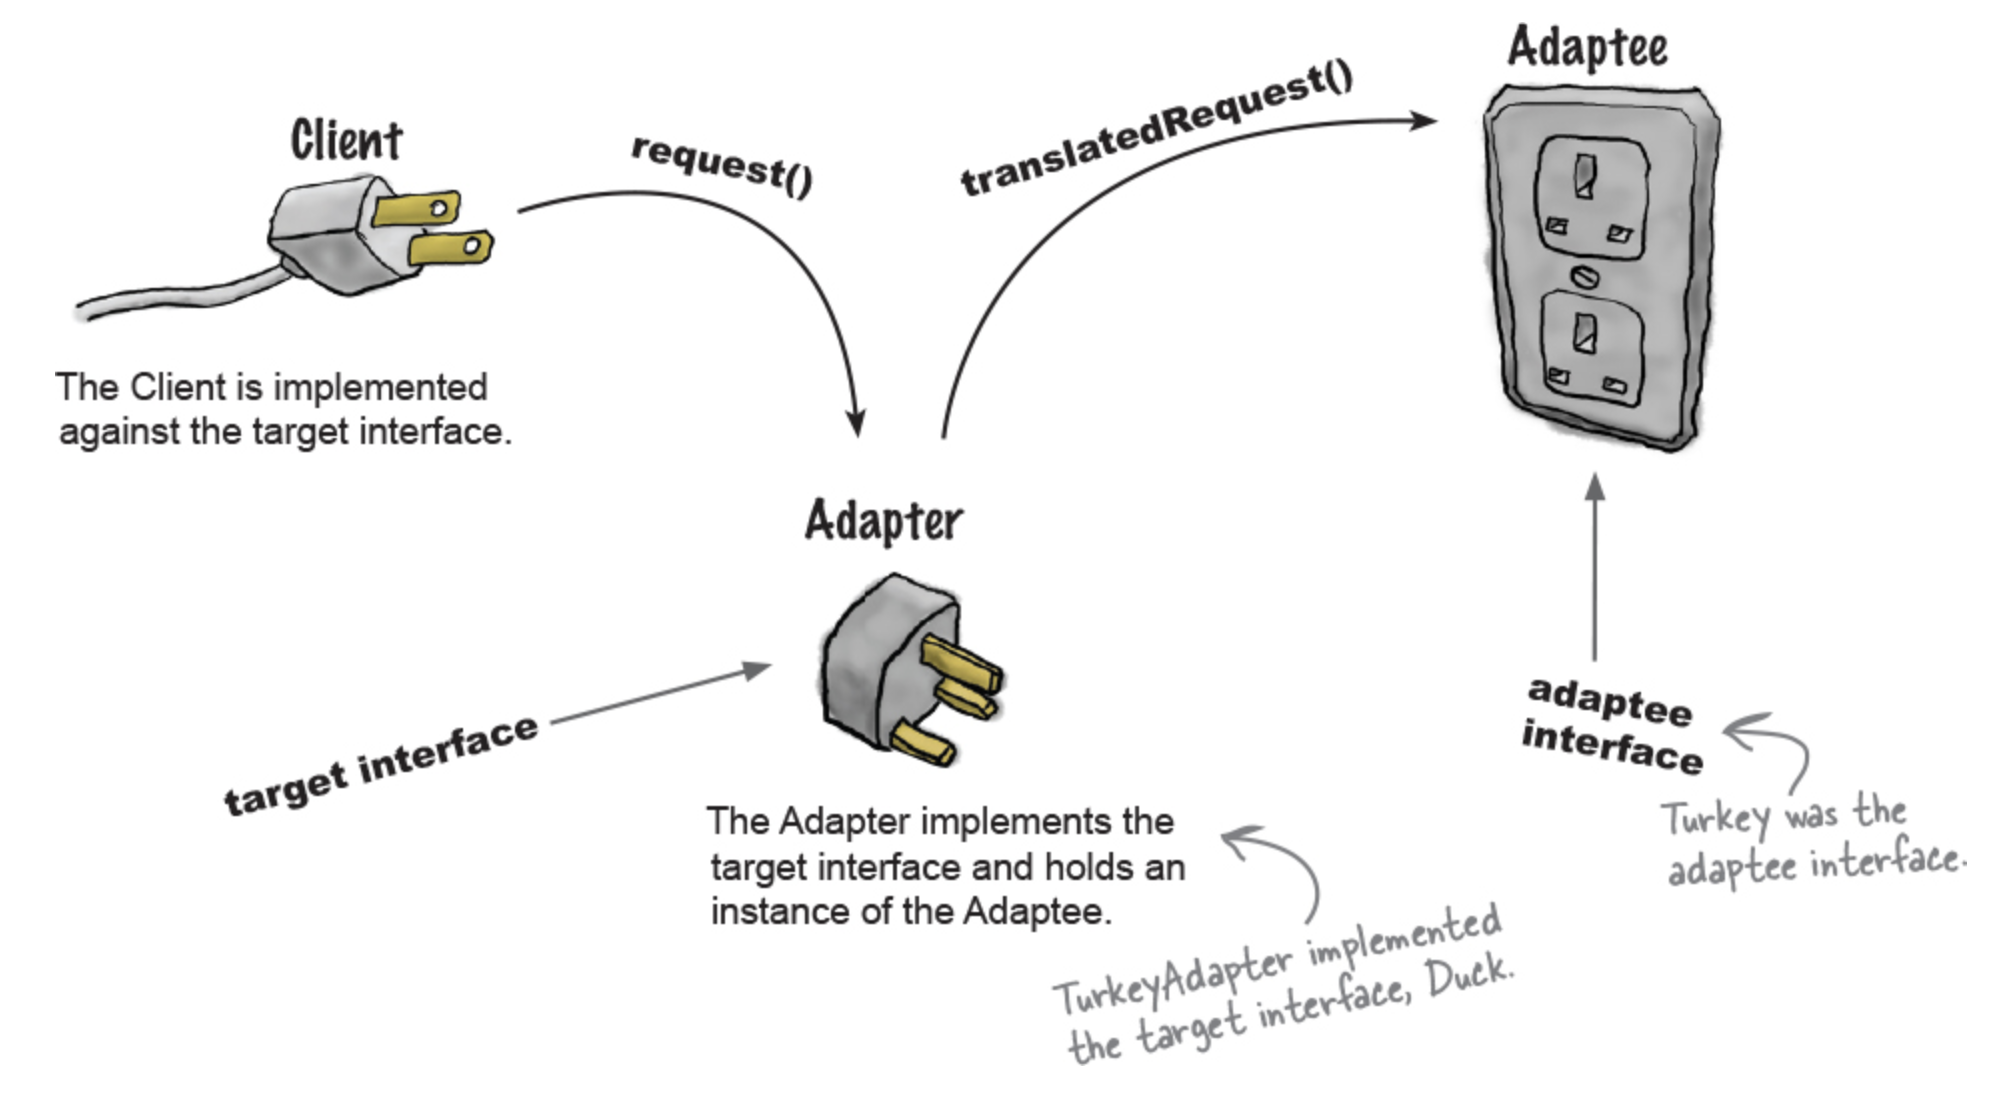 Adaptee
Client
request()
translatedRequest()
The Client is implemented
against the target interface.
Adapter
target interface
adaptee
interface
Turkey was the
adaptee interface.
The Adapter implements the
target interface and holds an
instance of the Adaptee.
TurkeyAdapter implemented
the target interface, Duck.